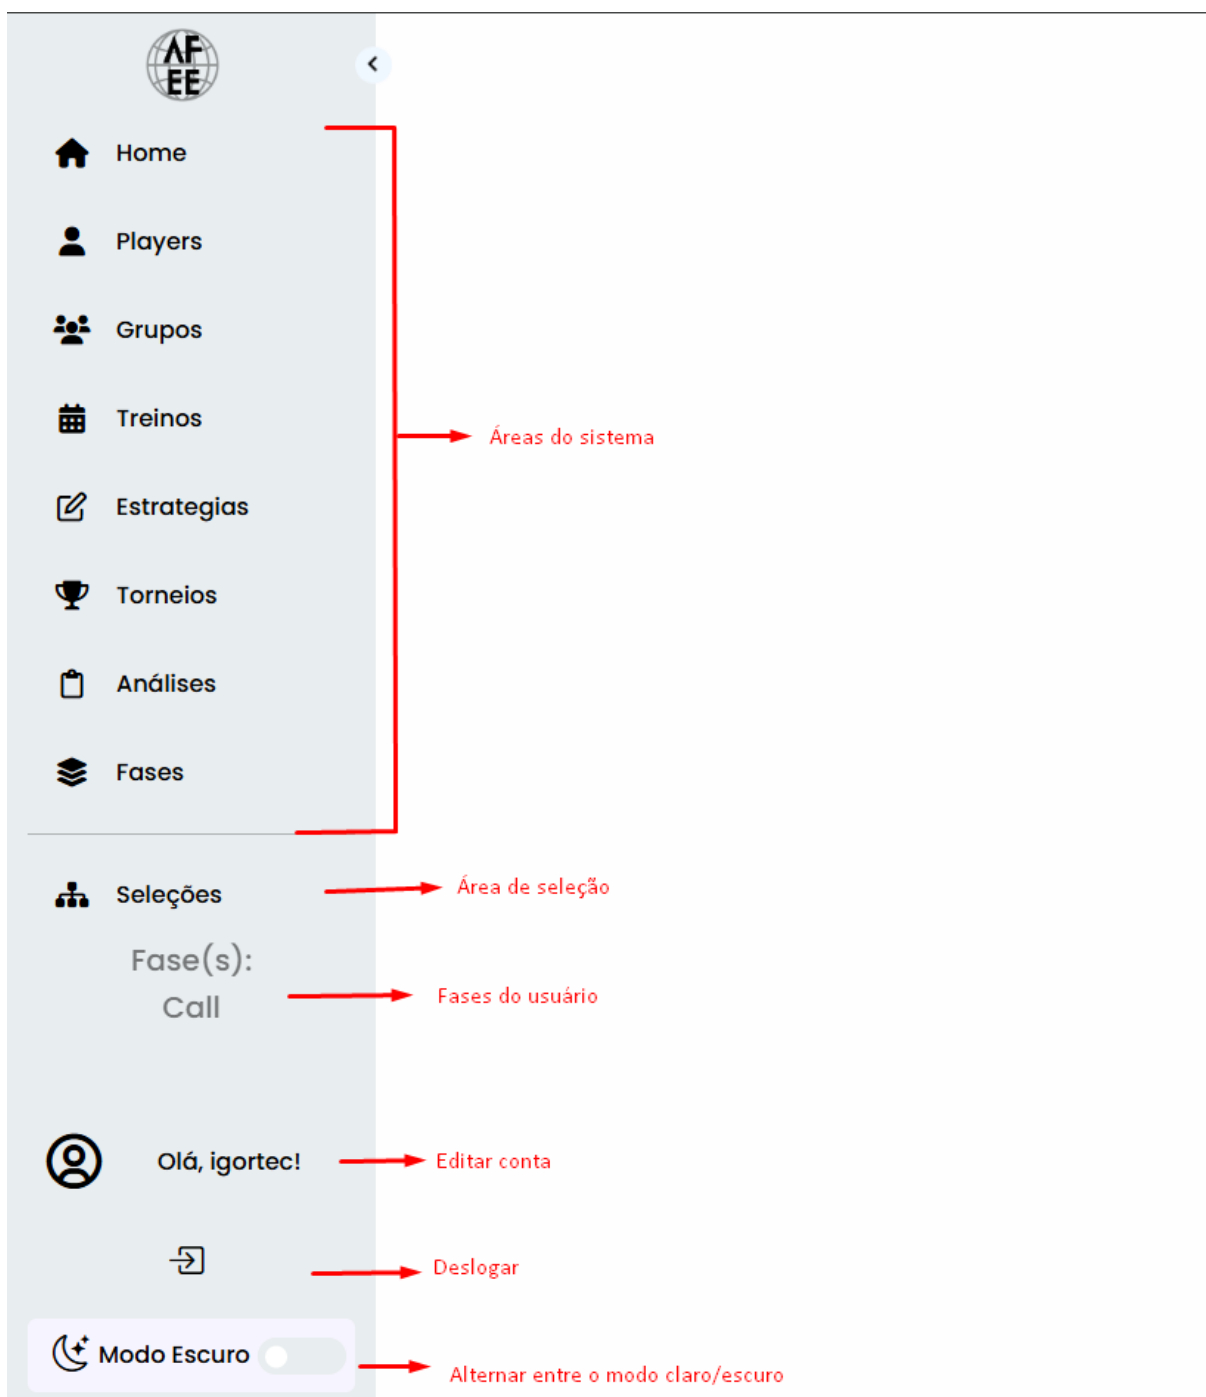 AF
EE
Home
Players
Grupos
Treinos
Áreas do sistema
Estrategias
Torneios
Análises
Fases
Seleções
Área de seleção
Fase(s):
Call
Fases do usuário
Olá, igortec!
Editar conta
Deslogar
Modo Escuro
Alternar entre o modo claro/escuro